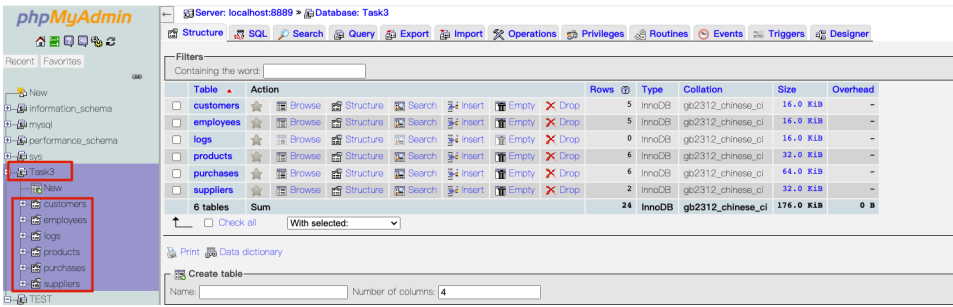 phpMyAdmin
Recent Favorites
New
information_schema
mysql
performance_schema
sys
Task3
New
customers
employees
logs
products
purchases
suppliers
TEST
Server: localhost:8889 » Database: Task3
Structure SQL Search Query Export Import Operations Privileges Routines Events Triggers Designer
Filters
Containing the word:
Table Action Rows Type Collation Size Overhead
customers Browse Structure Search Insert Empty Drop 5 InnoDB gb2312_chinese_ci 16.0 KiB -
employees Browse Structure Search Insert Empty Drop 5 InnoDB gb2312_chinese_ci 16.0 KiB -
logs Browse Structure Search Insert Empty Drop 0 InnoDB gb2312_chinese_ci 16.0 KiB -
products Browse Structure Search Insert Empty Drop 6 InnoDB gb2312_chinese_ci 32.0 KiB -
purchases Browse Structure Search Insert Empty Drop 6 InnoDB gb2312_chinese_ci 64.0 KiB -
suppliers Browse Structure Search Insert Empty Drop 2 InnoDB gb2312_chinese_ci 32.0 KiB -
6 tables Sum 24 InnoDB gb2312_chinese_ci 176.0 KiB 0 B
Check all With selected:
Print Data dictionary
Create table
Name: Number of columns: 4